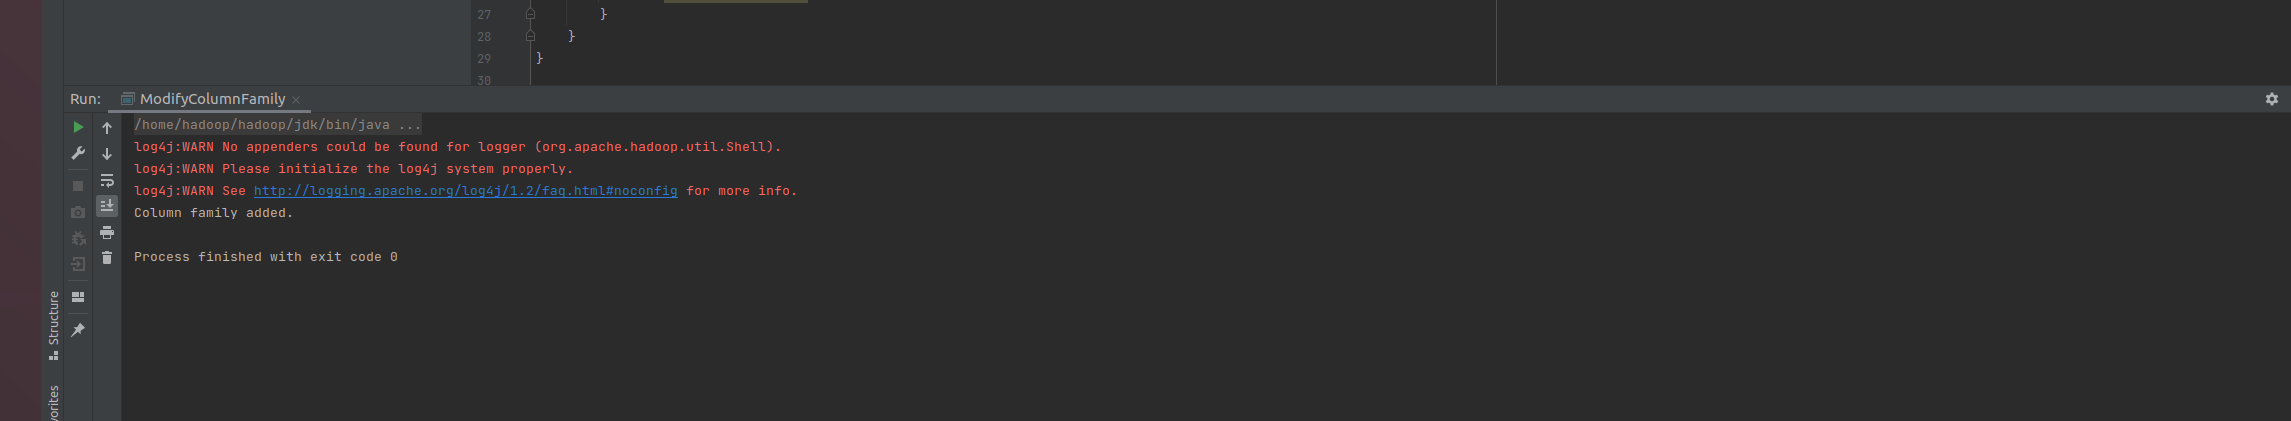 27 }
28 }
29 }
30
Run: ModifyColumnFamily
/home/hadoop/hadoop/jdk/bin/java ...
log4j:WARN No appenders could be found for logger (org.apache.hadoop.util.Shell).
log4j:WARN Please initialize the log4j system properly.
log4j:WARN See http://logging.apache.org/log4j/1.2/faq.html#noconfig for more info.
Column family added.
Process finished with exit code 0
Structure
vorites